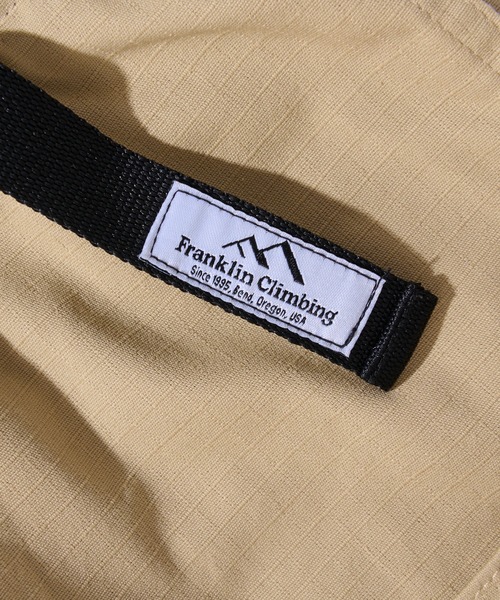 Franklin Climbing
Since 1995, Bend, Oregon, USA